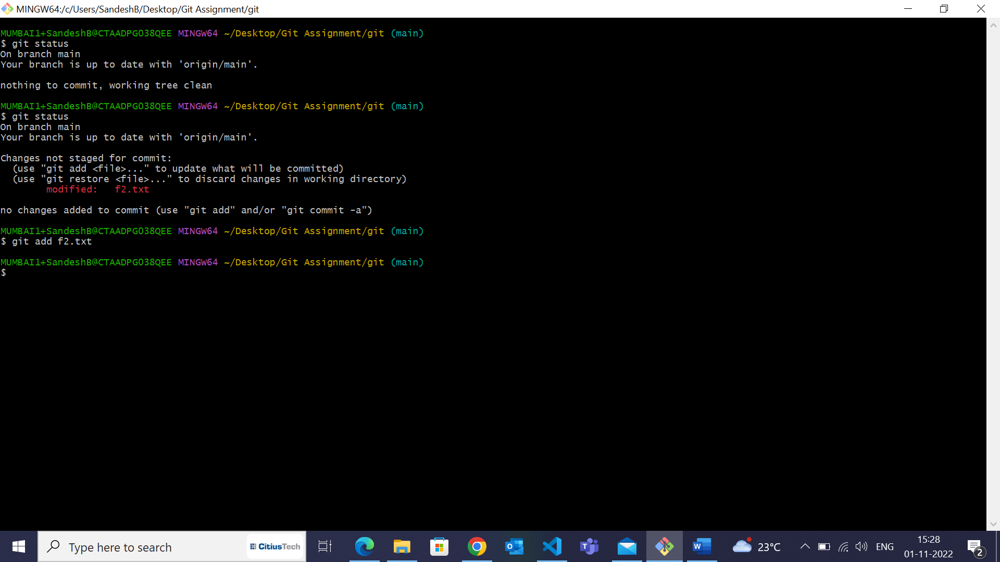 MINGW64:/c/Users/SandeshB/Desktop/Git Assignment/git
MUMBAI1+SandeshB@CTAADPG038QEE MINGW64 ~/Desktop/Git Assignment/git (main)
$ git status
On branch main
Your branch is up to date with 'origin/main'.
nothing to commit, working tree clean
MUMBAI1+SandeshB@CTAADPG038QEE MINGW64 ~/Desktop/Git Assignment/git (main)
$ git status
On branch main
Your branch is up to date with 'origin/main'.
Changes not staged for commit:
  (use "git add <file>..." to update what will be committed)
  (use "git restore <file>..." to discard changes in working directory)
        modified:   f2.txt
no changes added to commit (use "git add" and/or "git commit -a")
MUMBAI1+SandeshB@CTAADPG038QEE MINGW64 ~/Desktop/Git Assignment/git (main)
$ git add f2.txt
MUMBAI1+SandeshB@CTAADPG038QEE MINGW64 ~/Desktop/Git Assignment/git (main)
$
Type here to search
CitiusTech
23°C
ENG
15:28
01-11-2022
2